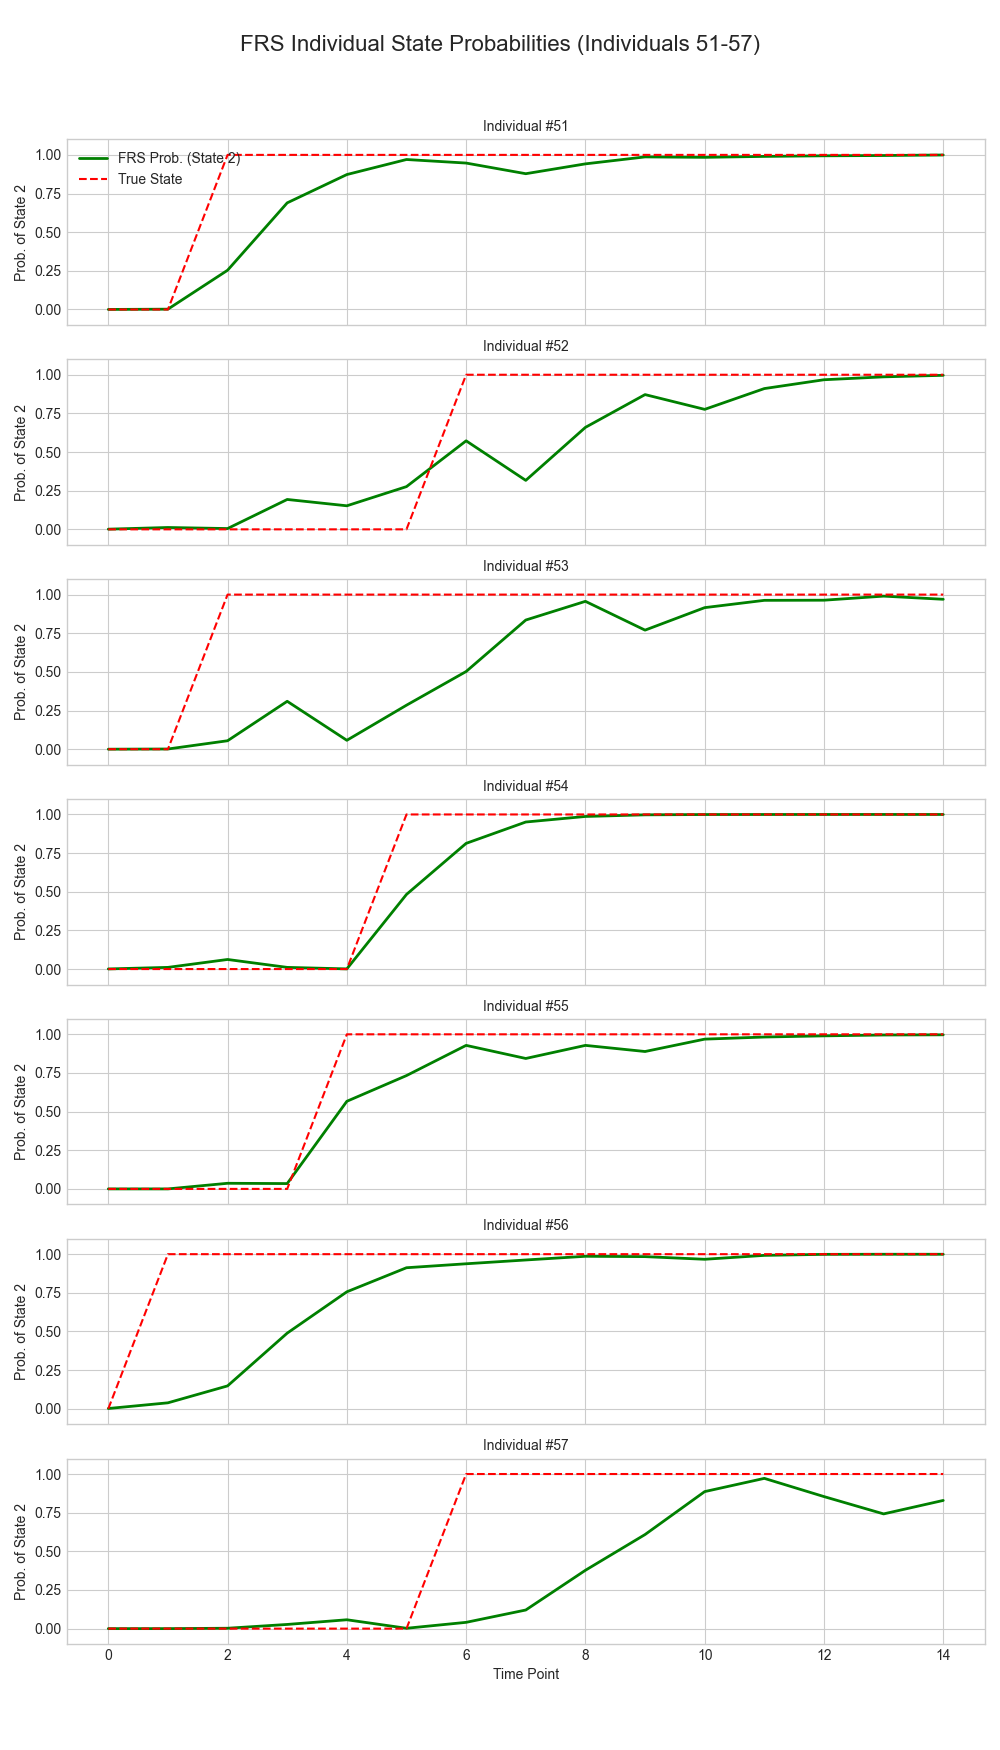 FRS Individual State Probabilities (Individuals 51-57)
Individual #51
FRS Prob. (State 2)
True State
Prob. of State 2
1.00
0.75
0.50
0.25
0.00
Individual #52
Prob. of State 2
1.00
0.75
0.50
0.25
0.00
Individual #53
Prob. of State 2
1.00
0.75
0.50
0.25
0.00
Individual #54
Prob. of State 2
1.00
0.75
0.50
0.25
0.00
Individual #55
Prob. of State 2
1.00
0.75
0.50
0.25
0.00
Individual #56
Prob. of State 2
1.00
0.75
0.50
0.25
0.00
Individual #57
Prob. of State 2
1.00
0.75
0.50
0.25
0.00
0 2 4 6 8 10 12 14
Time Point